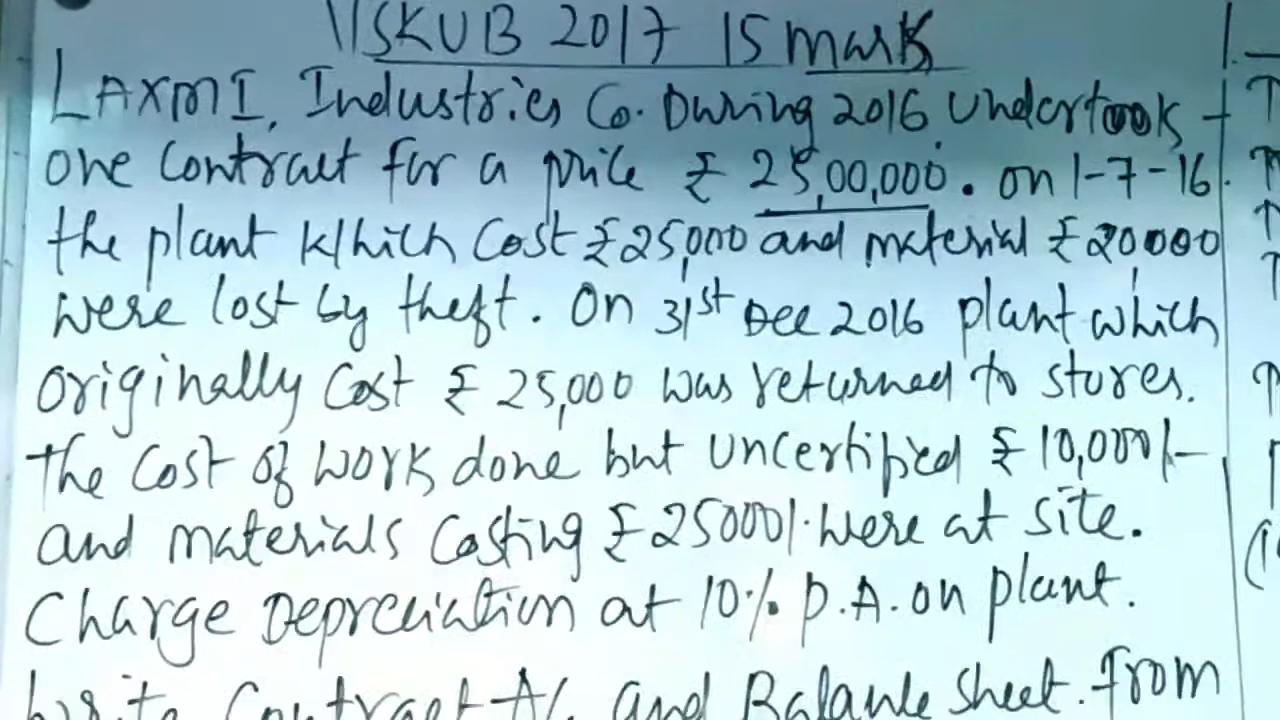 VSKUB 2017 15 mark
LAXMI, Industries Co. During 2016 undertook
one contract for a price ₹ 25,00,000. on 1-7-16
the plant which cost ₹25,000 and material ₹20000
were lost by theft. On 31st Dec 2016 plant which
originally cost ₹ 25,000 was returned to stores.
the cost of work done but uncertified ₹ 10,000/-
and materials costing ₹25000/- were at site.
Charge Depreciation at 10% P.A. on plant.
write Contract A/c and Balance sheet. from